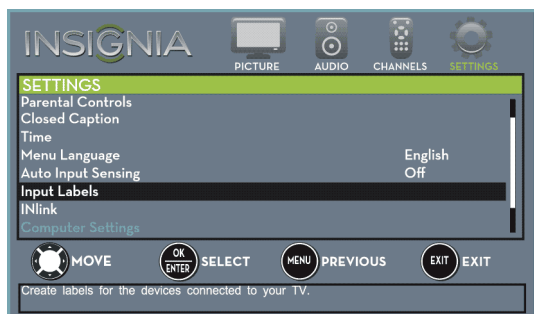 INSIGNIA
PICTURE AUDIO CHANNELS SETTINGS
SETTINGS
Parental Controls
Closed Caption
Time
Menu Language English
Auto Input Sensing Off
Input Labels
INlink
Computer Settings
MOVE OK ENTER SELECT MENU PREVIOUS EXIT EXIT
Create labels for the devices connected to your TV.